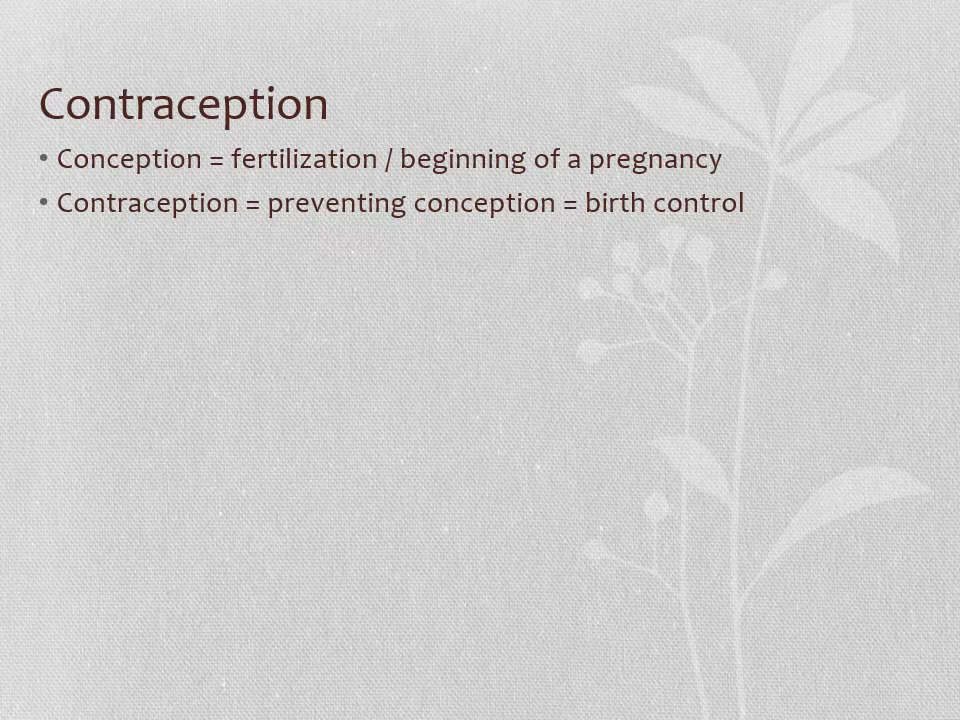 Contraception
• Conception = fertilization / beginning of a pregnancy
• Contraception = preventing conception = birth control